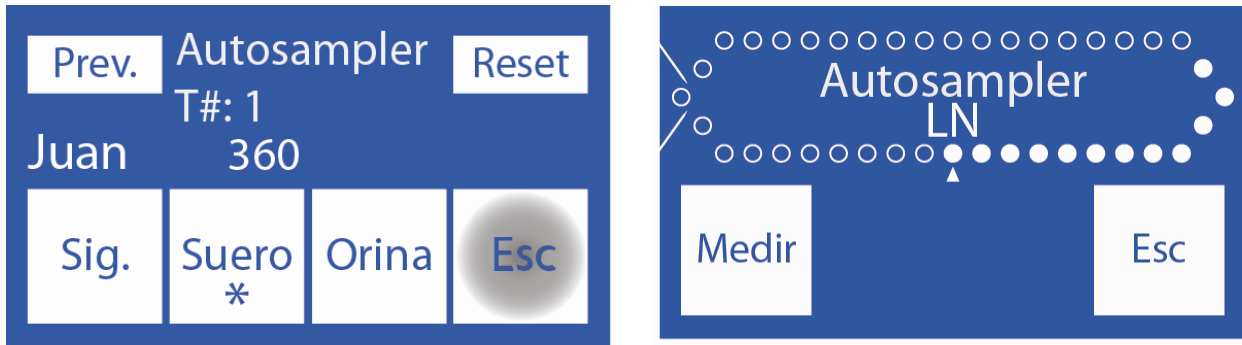 Prev.
Autosampler
Reset
T#: 1
Juan 360
Sig.
Suero
*
Orina
Esc
Autosampler
LN
Medir
Esc